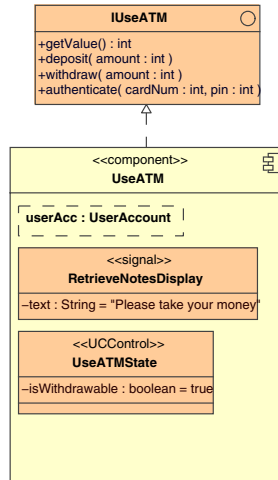 IUseATM
+getValue() : int
+deposit( amount : int )
+withdraw( amount : int )
+authenticate( cardNum : int, pin : int )
<<component>>
UseATM
userAcc : UserAccount
<<signal>>
RetrieveNotesDisplay
−text : String = "Please take your money"
<<UCControl>>
UseATMState
−isWithdrawable : boolean = true